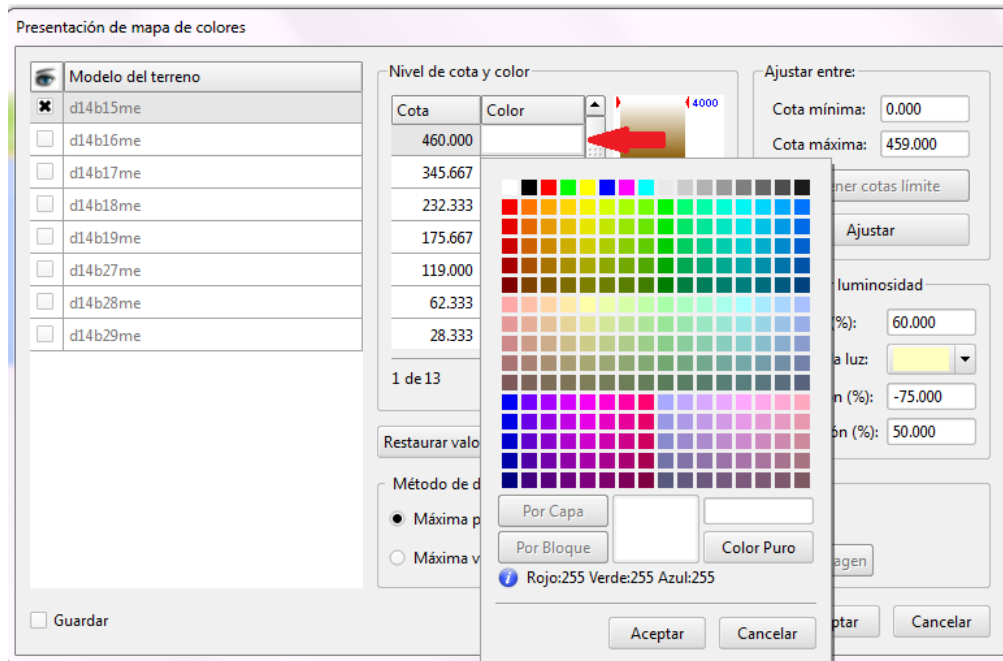 Presentación de mapa de colores
Modelo del terreno
d14b15me
d14b16me
d14b17me
d14b18me
d14b19me
d14b27me
d14b28me
d14b29me
Guardar
Nivel de cota y color
Cota Color
460.000
345.667
232.333
175.667
119.000
62.333
28.333
1 de 13
4000
Restaurar valo
Método de d
Máxima p
Máxima v
Ajustar entre:
Cota mínima: 0.000
Cota máxima: 459.000
ner cotas límite
Ajustar
luminosidad
(%): 60.000
a luz:
n (%): -75.000
ón (%): 50.000
agen
ptar Cancelar
Por Capa
Por Bloque
Color Puro
Rojo:255 Verde:255 Azul:255
Aceptar Cancelar